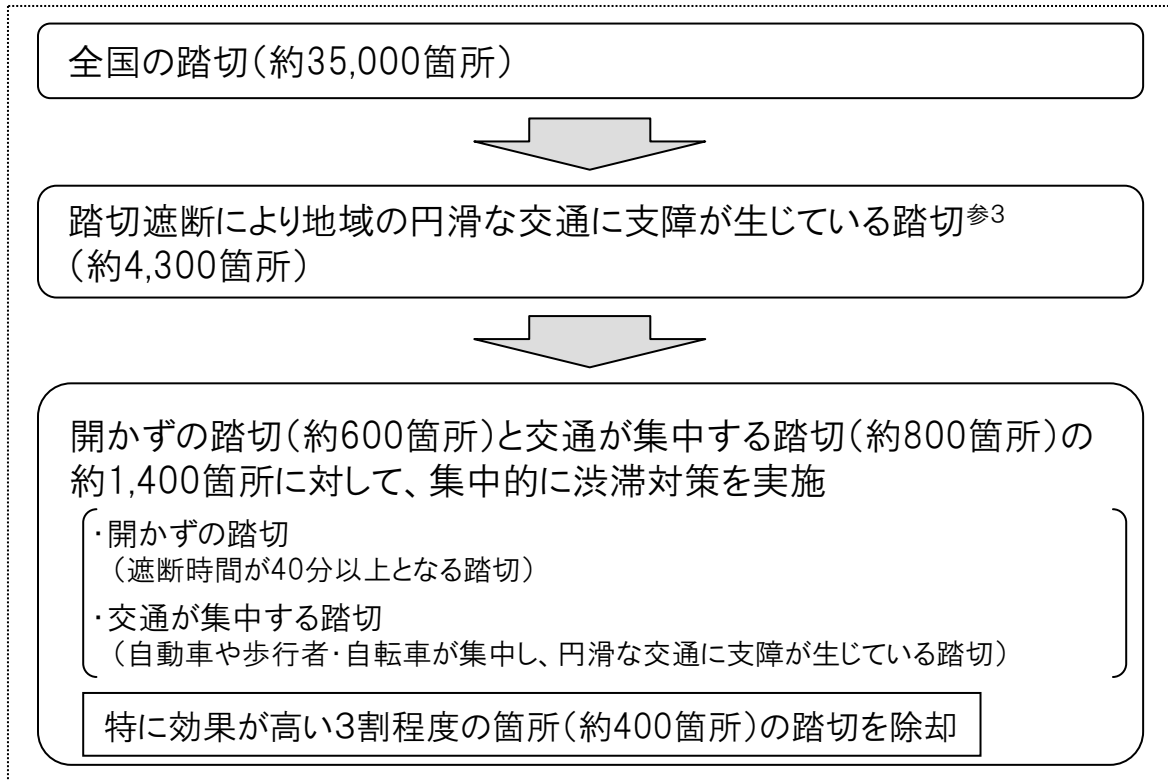 全国の踏切（約35,000箇所）
踏切遮断により地域の円滑な交通に支障が生じている踏切参3
（約4,300箇所）
開かずの踏切（約600箇所）と交通が集中する踏切（約800箇所）の
約1,400箇所に対して、集中的に渋滞対策を実施
・開かずの踏切
（遮断時間が40分以上となる踏切）
・交通が集中する踏切
（自動車や歩行者・自転車が集中し、円滑な交通に支障が生じている踏切）
特に効果が高い３割程度の箇所（約400箇所）の踏切を除却